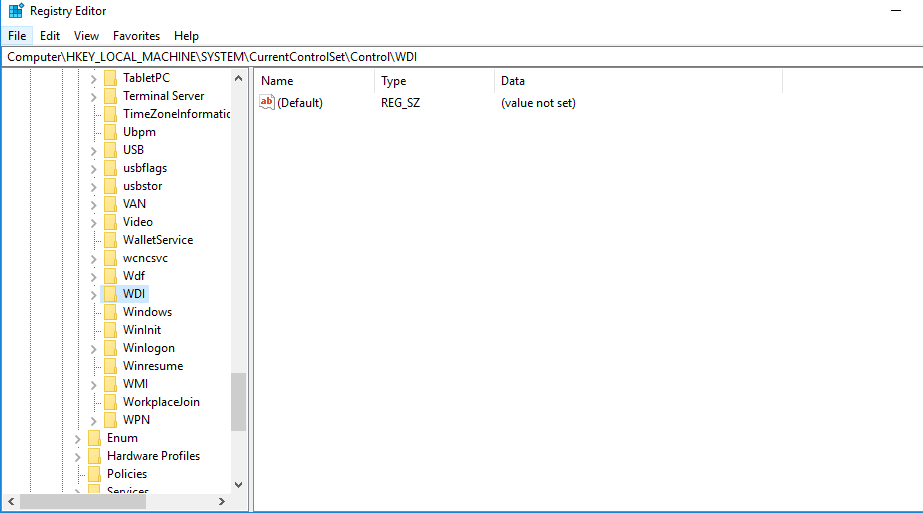 Registry Editor
File Edit View Favorites Help
Computer\HKEY_LOCAL_MACHINE\SYSTEM\CurrentControlSet\Control\WDI
TabletPC
Terminal Server
TimeZoneInformatic
Ubpm
USB
usbflags
usbstor
VAN
Video
WalletService
wcncsvc
Wdf
WDI
Windows
WinInit
Winlogon
Winresume
WMI
WorkplaceJoin
WPN
Enum
Hardware Profiles
Policies
Services
Name Type Data
ab (Default) REG_SZ (value not set)